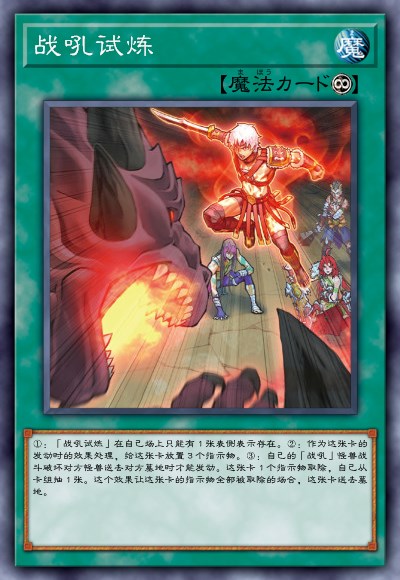 战吼试炼
魔
【魔法カード♾】
ま ほう
①：「战吼试炼」在自己场上只能有1张表侧表示存在。②：作为这张卡的
发动时的效果处理，给这张卡放置3个指示物。③：自己的「战吼」怪兽战
斗破坏对方怪兽送去对方墓地时才能发动。这张卡1个指示物取除，自己从
卡组抽1张。这个效果让这张卡的指示物全部被取除的场合，这张卡送去墓
地。